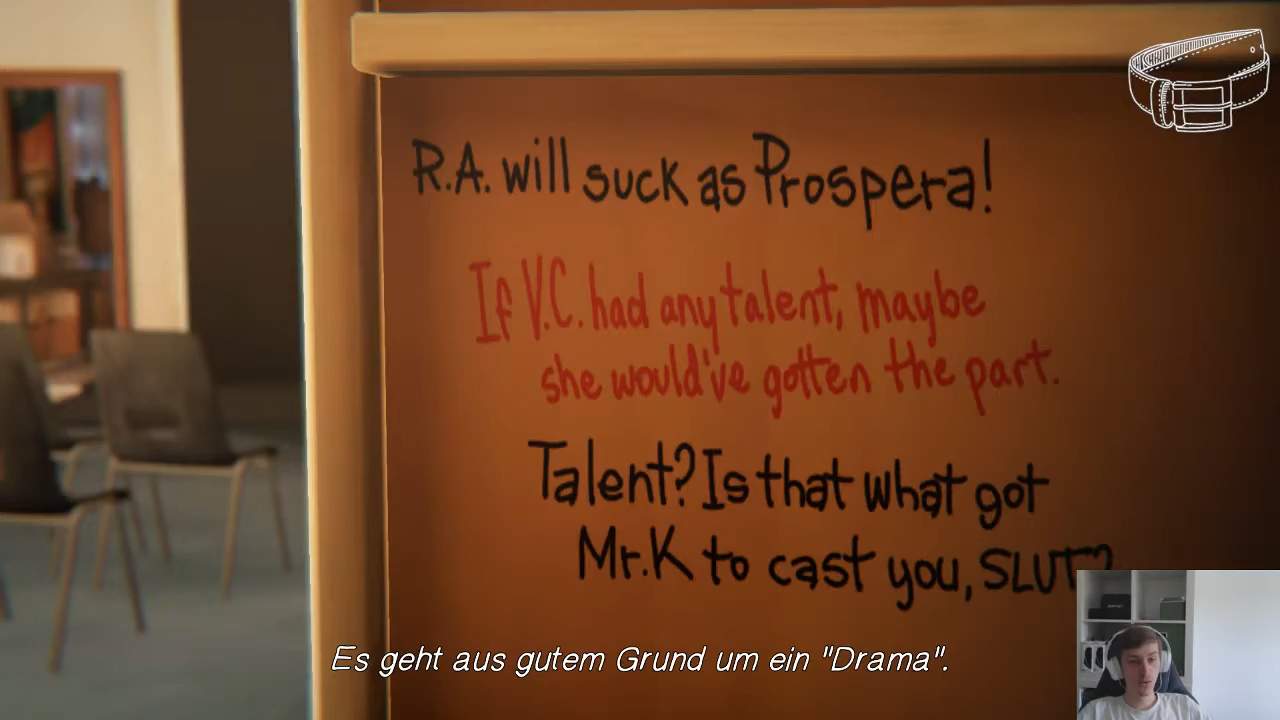 R.A. will suck as Prospera!
If V.C. had any talent, maybe
she would've gotten the part.
Talent? Is that what got
Mr.K to cast you, SLUT?
Es geht aus gutem Grund um ein "Drama".